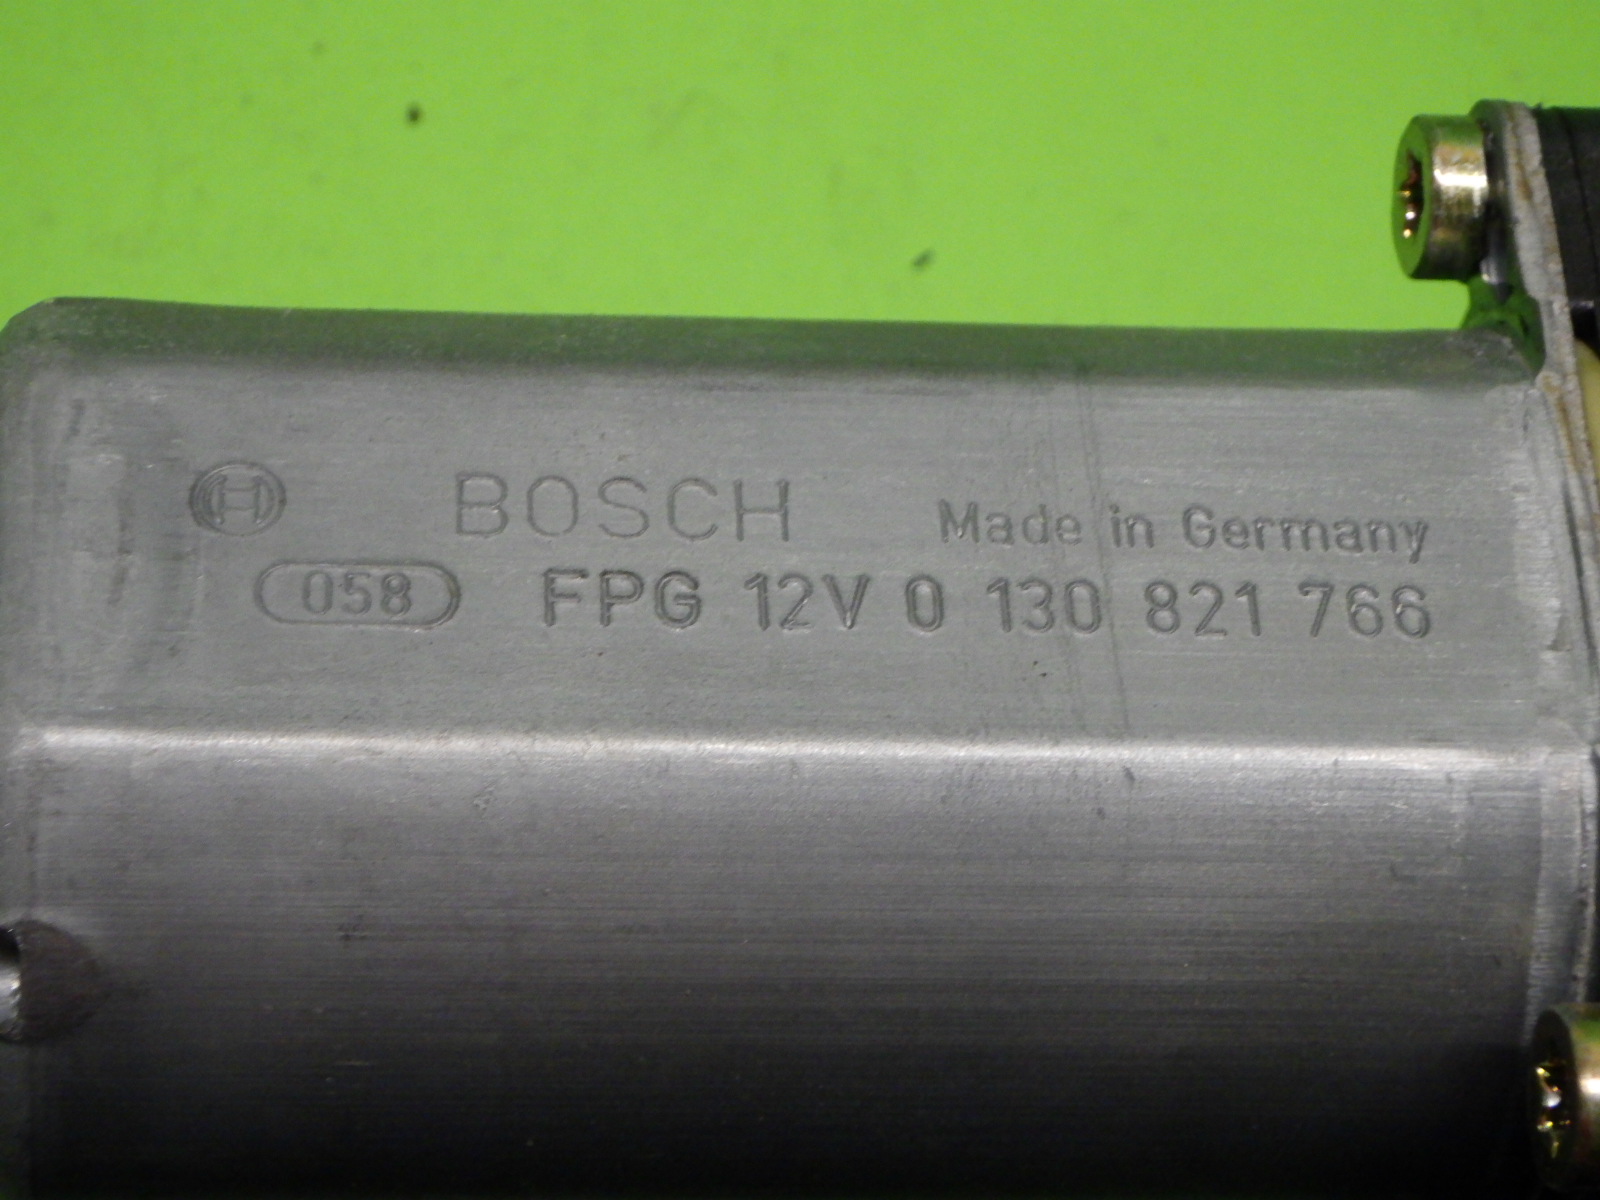 BOSCH Made in Germany
058 FPG 12V 0 130 821 766